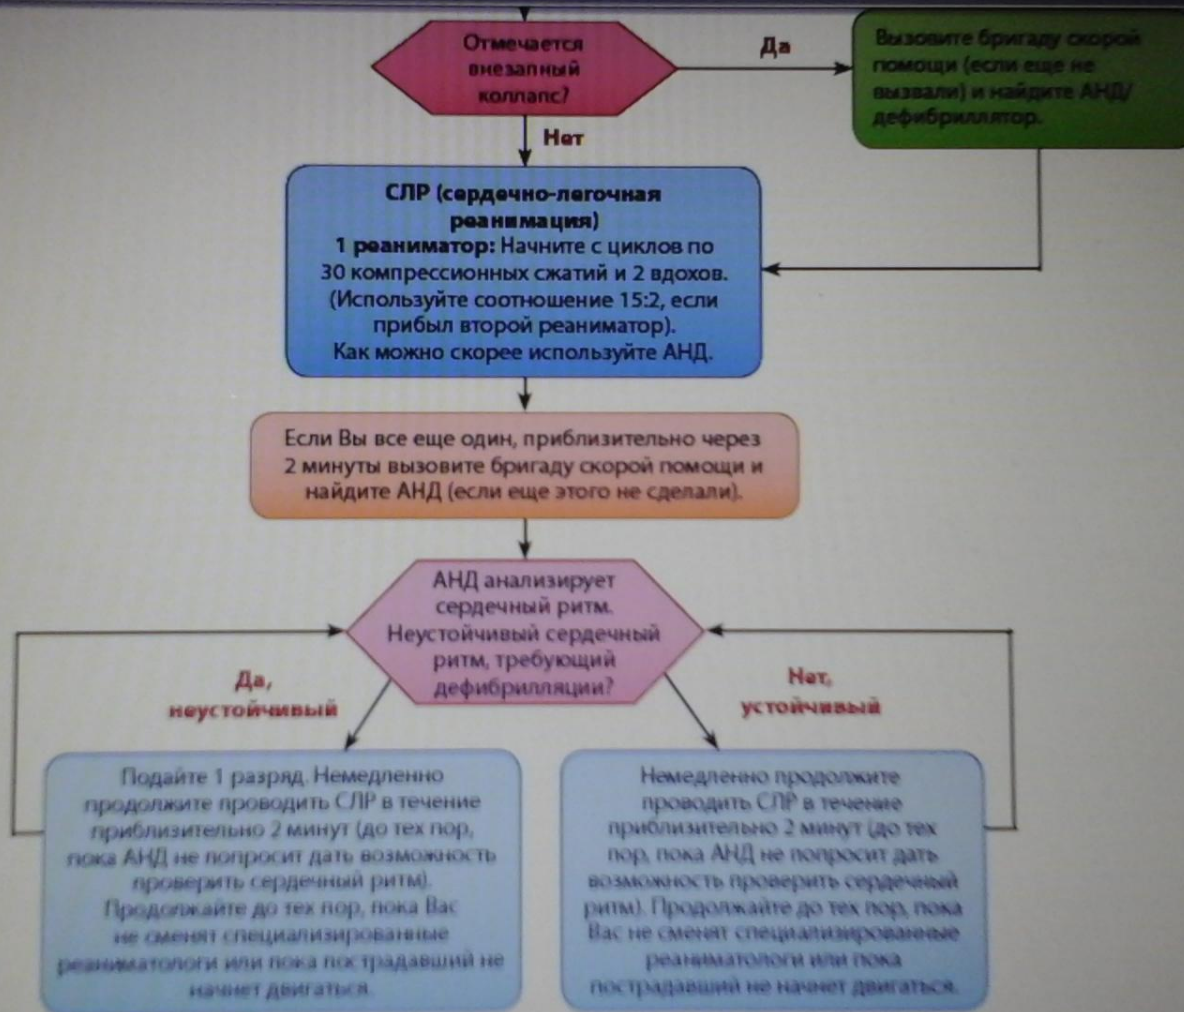 Отмечается
внезапный
коллапс?
Да
Вызовите бригаду скорой
помощи (если еще не
вызвали) и найдите АНД/
дефибриллятор.
Нет
СЛР (сердечно-легочная
реанимация)
1 реаниматор: Начните с циклов по
30 компрессионных сжатий и 2 вдохов.
(Используйте соотношение 15:2, если
прибыл второй реаниматор).
Как можно скорее используйте АНД.
Если Вы все еще один, приблизительно через
2 минуты вызовите бригаду скорой помощи и
найдите АНД (если еще этого не сделали).
АНД анализирует
сердечный ритм.
Неустойчивый сердечный
ритм, требующий
дефибрилляции?
Да,
неустойчивый
Нет,
устойчивый
Подайте 1 разряд. Немедленно
продолжите проводить СЛР в течение
приблизительно 2 минут (до тех пор,
пока АНД не попросит дать возможность
проверить сердечный ритм).
Продолжайте до тех пор, пока Вас
не сменят специализированные
реаниматологи или пока пострадавший не
начнет двигаться.
Немедленно продолжите
проводить СЛР в течение
приблизительно 2 минут (до тех
пор, пока АНД не попросит дать
возможность проверить сердечный
ритм). Продолжайте до тех пор, пока
Вас не сменят специализированные
реаниматологи или пока
пострадавший не начнет двигаться.